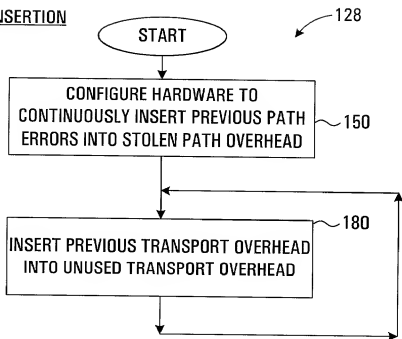 NSERTION
128
START
CONFIGURE HARDWARE TO
CONTINUOUSLY INSERT PREVIOUS PATH
ERRORS INTO STOLEN PATH OVERHEAD
150
180
INSERT PREVIOUS TRANSPORT OVERHEAD
INTO UNUSED TRANSPORT OVERHEAD